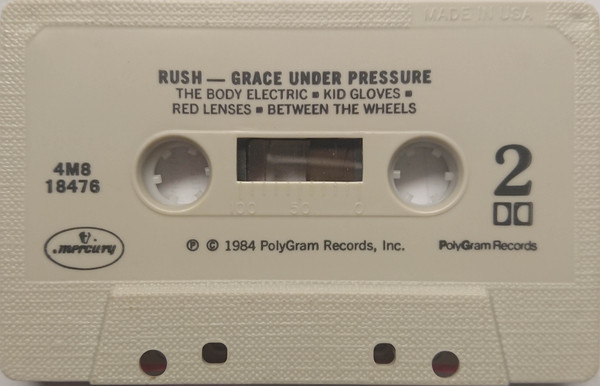 MADE IN USA
RUSH — GRACE UNDER PRESSURE
THE BODY ELECTRIC ■ KID GLOVES ■
RED LENSES ■ BETWEEN THE WHEELS
4M8
18476
2
100 50 0
mercury
℗ © 1984 PolyGram Records, Inc.
PolyGram Records